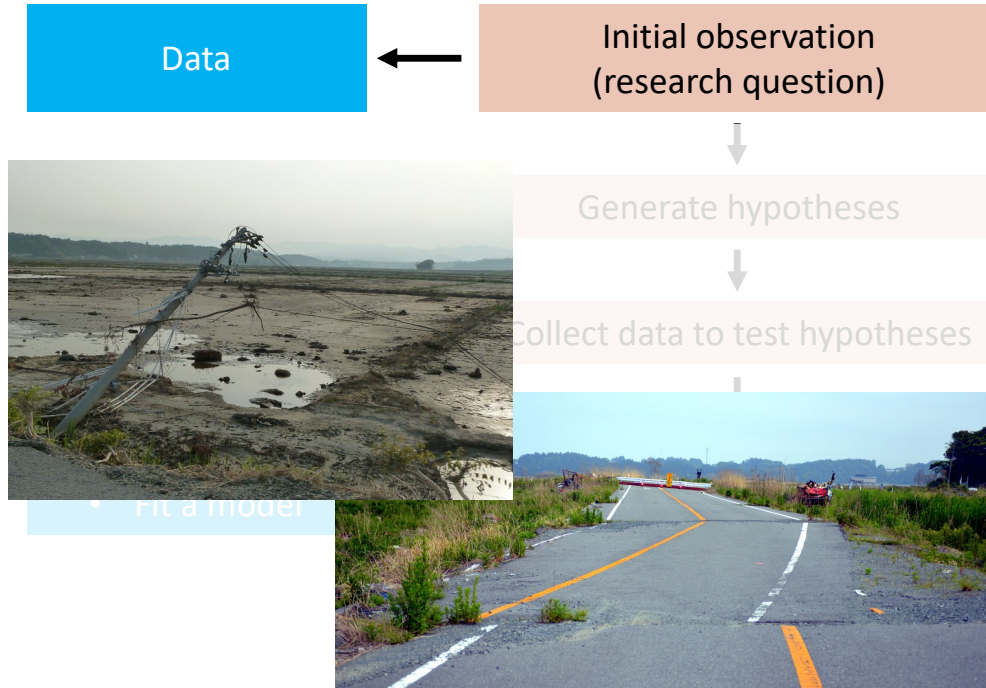 Data
Initial observation
(research question)
Generate hypotheses
Collect data to test hypotheses
• Fit a model